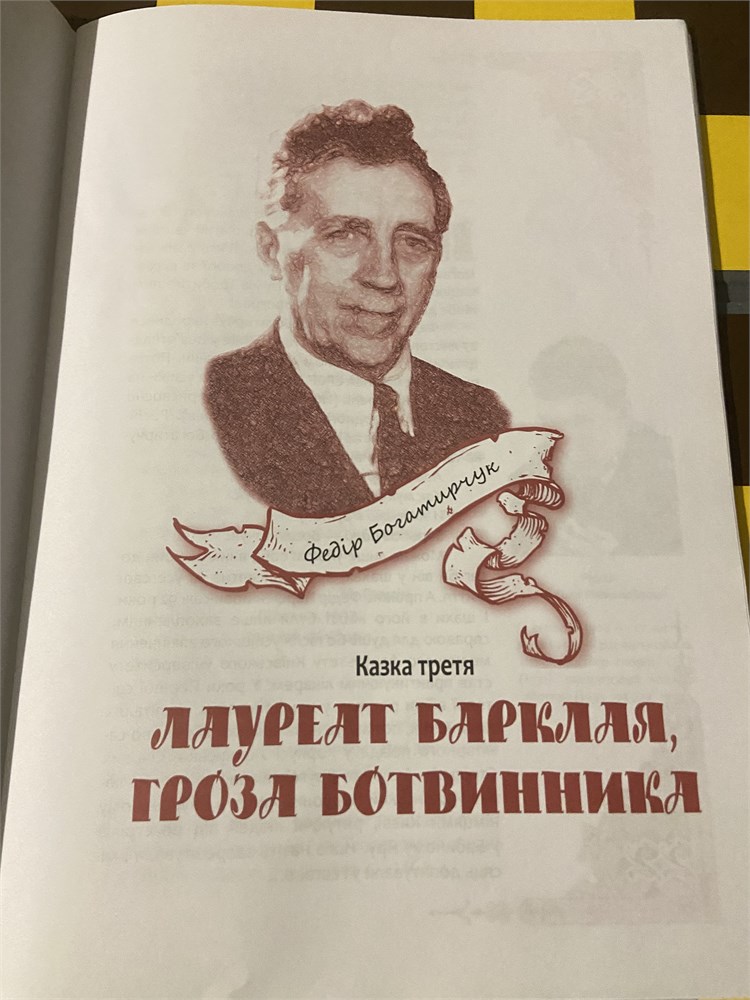 Федір Богатирчук
Казка третя
ЛАУРЕАТ БАРКЛАЯ,
ГРОЗА БОТВИННИКА